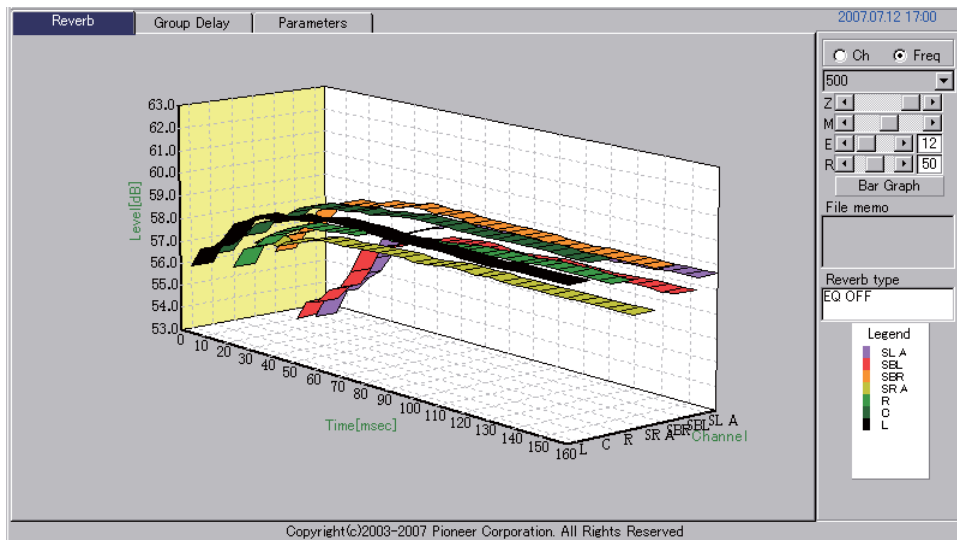 Reverb
Group Delay
Parameters
2007.07.12 17:00
Ch
Freq
500
Z
M
E 12
R 50
Bar Graph
File memo
Reverb type
EQ OFF
Legend
SL A
SBL
SBR
SR A
R
C
L
63.0
62.0
61.0
60.0
59.0
58.0
57.0
56.0
55.0
54.0
53.0
Level[dB]
0
10
20
30
40
50
60
70
80
90
100
110
120
130
140
150
160
Time[msec]
L
C
R
SR A
SBR
SBL
SL A
Channel
Copyright(c)2003-2007 Pioneer Corporation. All Rights Reserved